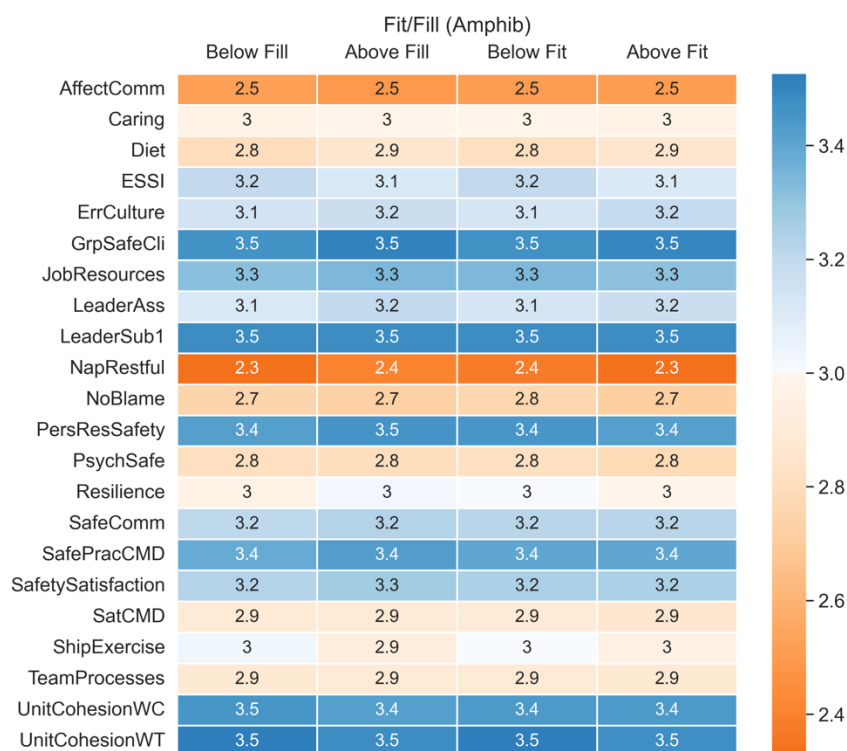 Fit/Fill (Amphib)
Below Fill Above Fill Below Fit Above Fit
AffectComm 2.5 2.5 2.5 2.5
Caring 3 3 3 3
Diet 2.8 2.9 2.8 2.9
ESSI 3.2 3.1 3.2 3.1
3.4
ErrCulture 3.1 3.2 3.1 3.2
GrpSafeCli 3.5 3.5 3.5 3.5
3.2
JobResources 3.3 3.3 3.3 3.3
LeaderAss 3.1 3.2 3.1 3.2
LeaderSub1 3.5 3.5 3.5 3.5
NapRestful 2.3 2.4 2.4 2.3
3.0
NoBlame 2.7 2.7 2.8 2.7
PersResSafety 3.4 3.5 3.4 3.4
PsychSafe 2.8 2.8 2.8 2.8
2.8
Resilience 3 3 3 3
SafeComm 3.2 3.2 3.2 3.2
SafePracCMD 3.4 3.4 3.4 3.4
SafetySatisfaction 3.2 3.3 3.2 3.2
2.6
SatCMD 2.9 2.9 2.9 2.9
ShipExercise 3 2.9 3 3
TeamProcesses 2.9 2.9 2.9 2.9
UnitCohesionWC 3.5 3.4 3.4 3.4
2.4
UnitCohesionWT 3.5 3.5 3.5 3.5